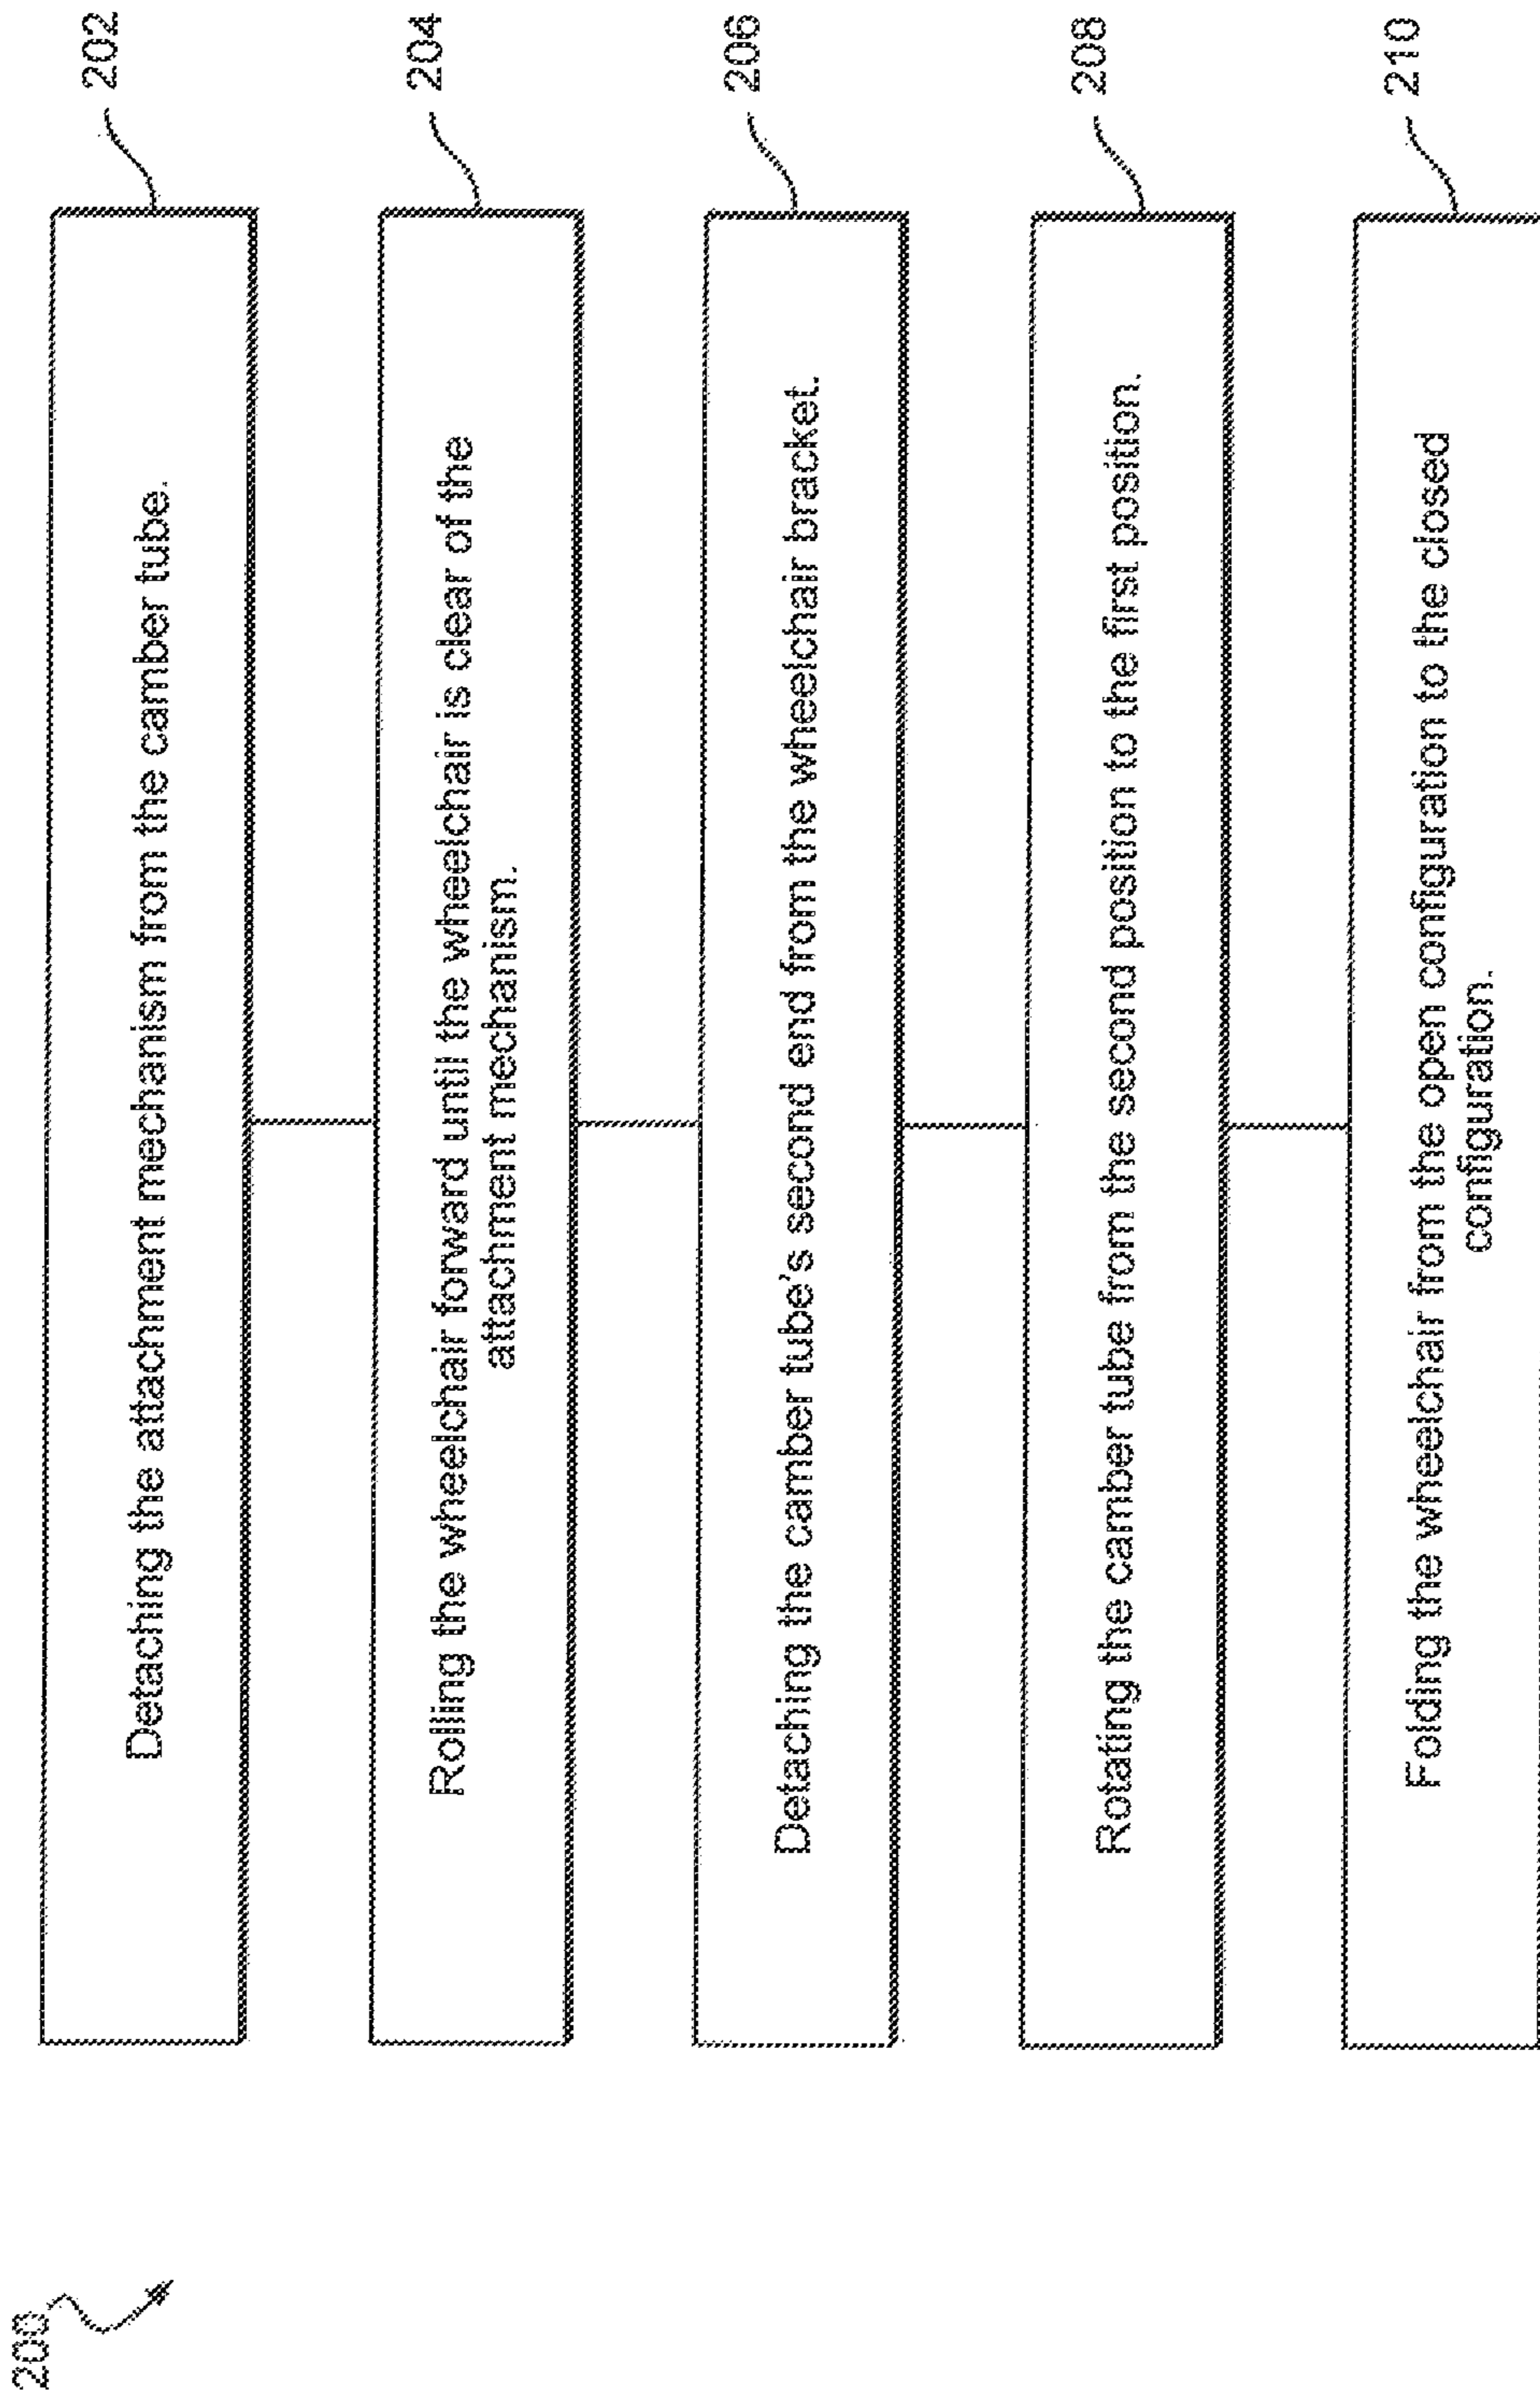 200
Detaching the attachment mechanism from the camber tube.
202
Rolling the wheelchair forward until the wheelchair is clear of the
attachment mechanism.
204
Detaching the camber tube's second end from the wheelchair bracket.
206
Rotating the camber tube from the second position to the first position.
208
Folding the wheelchair from the open configuration to the closed
configuration.
210